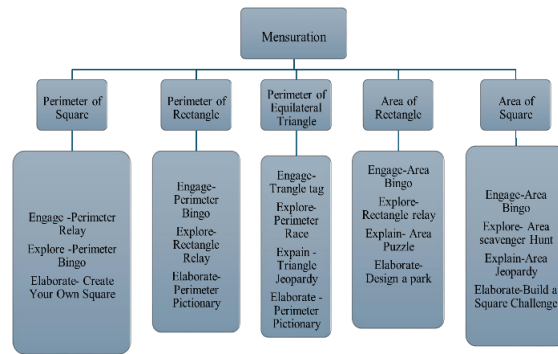 Mensuration
Perimeter of
Square
Perimeter of
Rectangle
Perimeter of
Equilateral
Triangle
Area of
Rectangle
Area of
Square
Engage -Perimeter
Relay
Explore -Perimeter
Bingo
Elaborate- Create
Your Own Square
Engage-
Perimeter
Bingo
Explore-
Rectangle
Relay
Elaborate-
Perimeter
Pictionary
Engage-
Trangle tag
Explore-
Perimeter
Race
Expain -
Triangle
Jeopardy
Elaborate -
Perimeter
Pictionary
Engage-Area
Bingo
Explore-
Rectangle relay
Explain- Area
Puzzle
Elaborate-
Design a park
Engage-Area
Bingo
Explore- Area
scavenger Hunt
Explain-Area
Jeopardy
Elaborate-Build a
Square Challenge